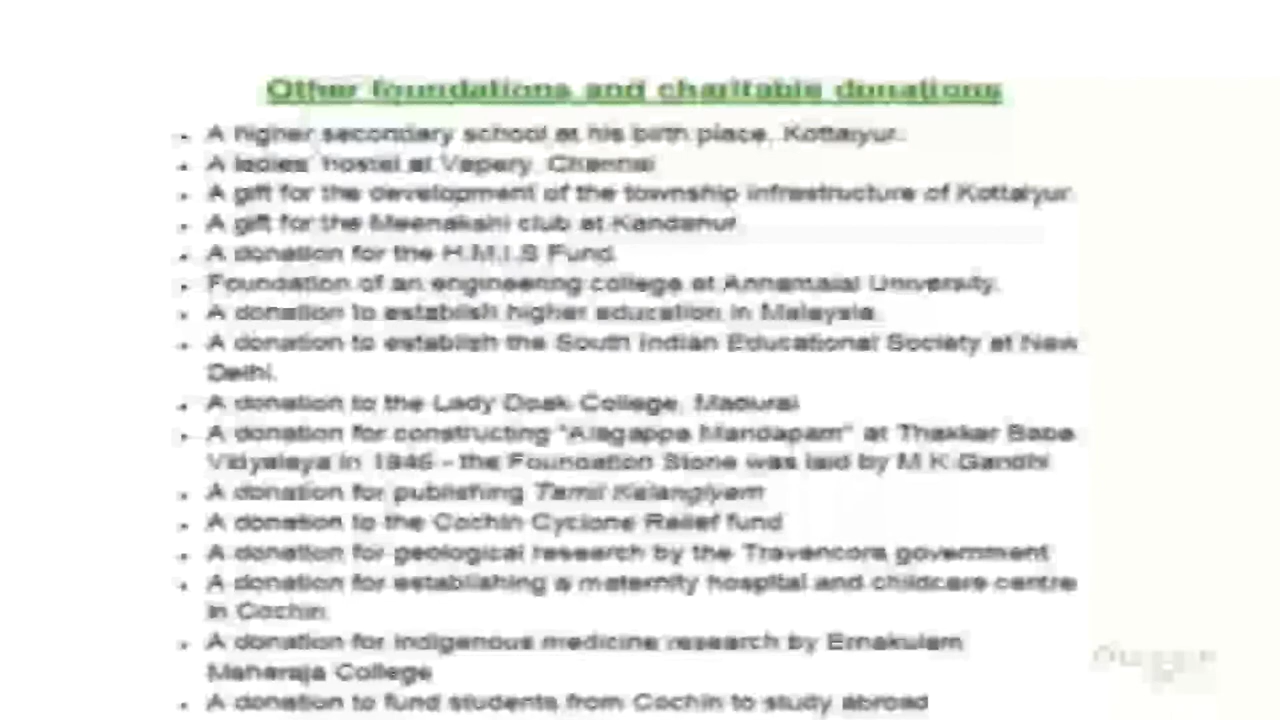 Other foundations and charitable donations
• A higher secondary school at his birth place, Kottaiyur.
• A ladies' hostel at Vepery, Chennai
• A gift for the development of the township infrastructure of Kottaiyur.
• A gift for the Meenakshi club at Kandanur.
• A donation for the H.M.I.S Fund.
• Foundation of an engineering college at Annamalai University.
• A donation to establish higher education in Malaysia.
• A donation to establish the South Indian Educational Society at New
Delhi.
• A donation to the Lady Doak College, Madurai
• A donation for constructing "Alagappa Mandapam" at Thakkar Baba
Vidyalaya in 1946 – the Foundation Stone was laid by M.K.Gandhi
• A donation for publishing Tamil Kalangiyam
• A donation to the Cochin Cyclone Relief fund
• A donation for geological research by the Travancore government
• A donation for establishing a maternity hospital and childcare centre
in Cochin.
• A donation for indigenous medicine research by Ernakulam
Maharaja College
• A donation to fund students from Cochin to study abroad